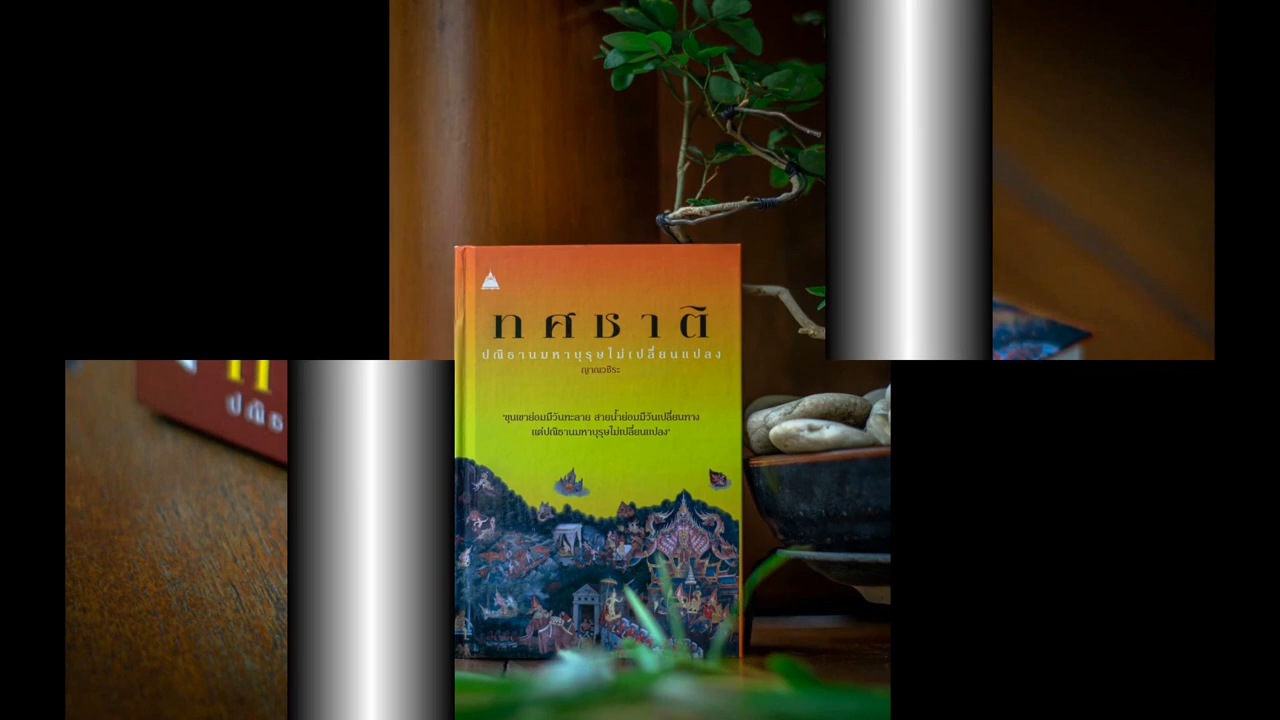 ทศชาติ
ปณิธานมหาบุรุษไม่เปลี่ยนแปลง
ญาณวชิระ
"ขุนเขาย่อมมีวันทะลาย สายน้ำย่อมมีวันเปลี่ยนทาง
แต่ปณิธานมหาบุรุษไม่เปลี่ยนแปลง"
ปณิธ